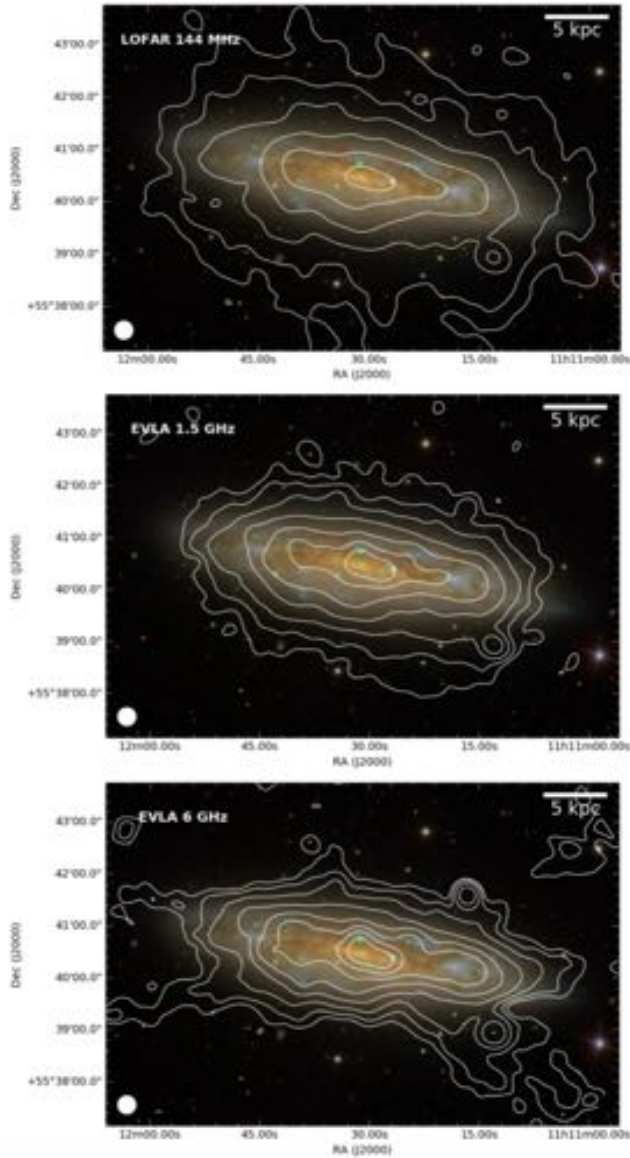 LOFAR 144 MHz
5 kpc
43'00.0"
42'00.0"
41'00.0"
40'00.0"
39'00.0"
+55°38'00.0"
Dec (J2000)
12m00.00s 45.00s 30.00s 15.00s 11h11m00.00s
RA (J2000)
EVLA 1.5 GHz
5 kpc
43'00.0"
42'00.0"
41'00.0"
40'00.0"
39'00.0"
+55°38'00.0"
Dec (J2000)
12m00.00s 45.00s 30.00s 15.00s 11h11m00.00s
RA (J2000)
EVLA 6 GHz
5 kpc
43'00.0"
42'00.0"
41'00.0"
40'00.0"
39'00.0"
+55°38'00.0"
Dec (J2000)
12m00.00s 45.00s 30.00s 15.00s 11h11m00.00s
RA (J2000)